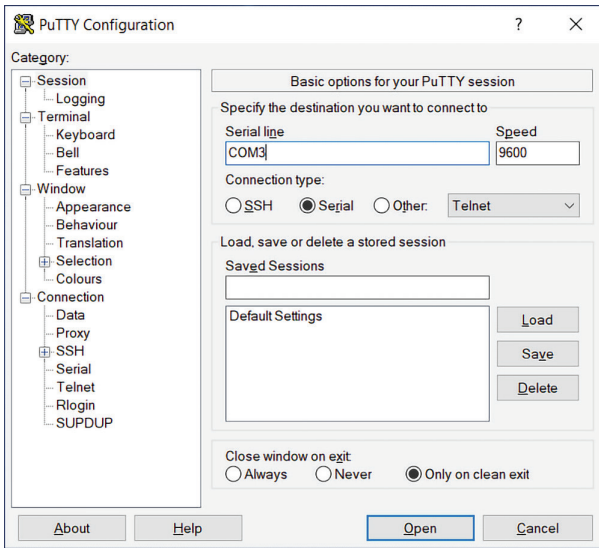 PuTTY Configuration ?
Category:
Session
Logging
Terminal
Keyboard
Bell
Features
Window
Appearance
Behaviour
Translation
Selection
Colours
Connection
Data
Proxy
SSH
Serial
Telnet
Rlogin
SUPDUP
Basic options for your PuTTY session
Specify the destination you want to connect to
Serial line Speed
COM3 9600
Connection type:
SSH Serial Other: Telnet
Load, save or delete a stored session
Saved Sessions
Default Settings
Load
Save
Delete
Close window on exit:
Always Never Only on clean exit
About Help Open Cancel